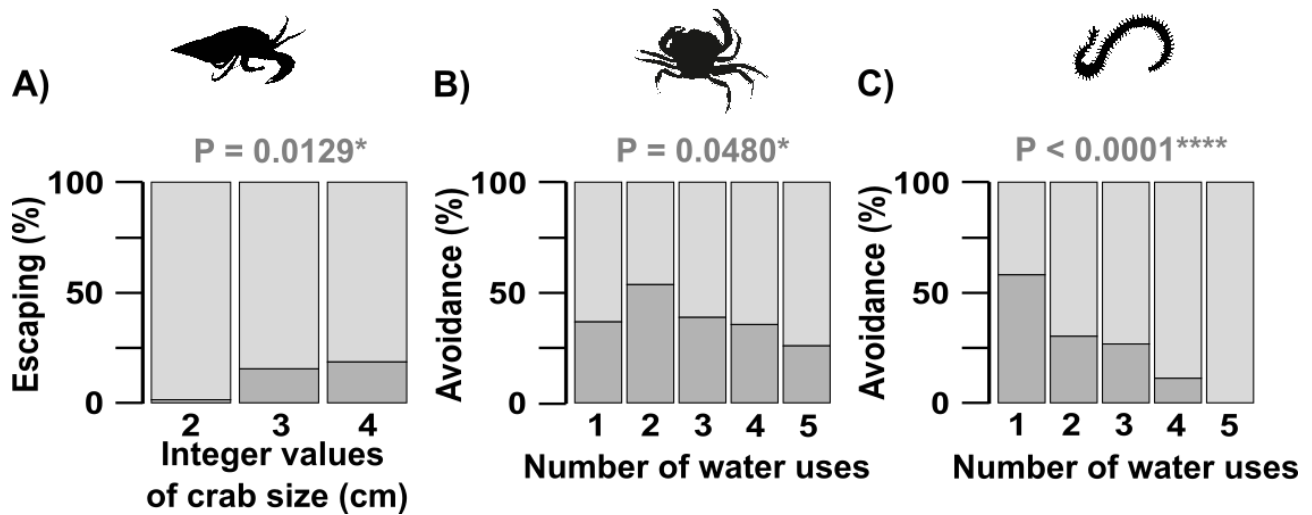 A)
P = 0.0129*
Escaping (%)
100
50
0
2 3 4
Integer values
of crab size (cm)
B)
P = 0.0480*
Avoidance (%)
100
50
0
1 2 3 4 5
Number of water uses
C)
P < 0.0001****
Avoidance (%)
100
50
0
1 2 3 4 5
Number of water uses